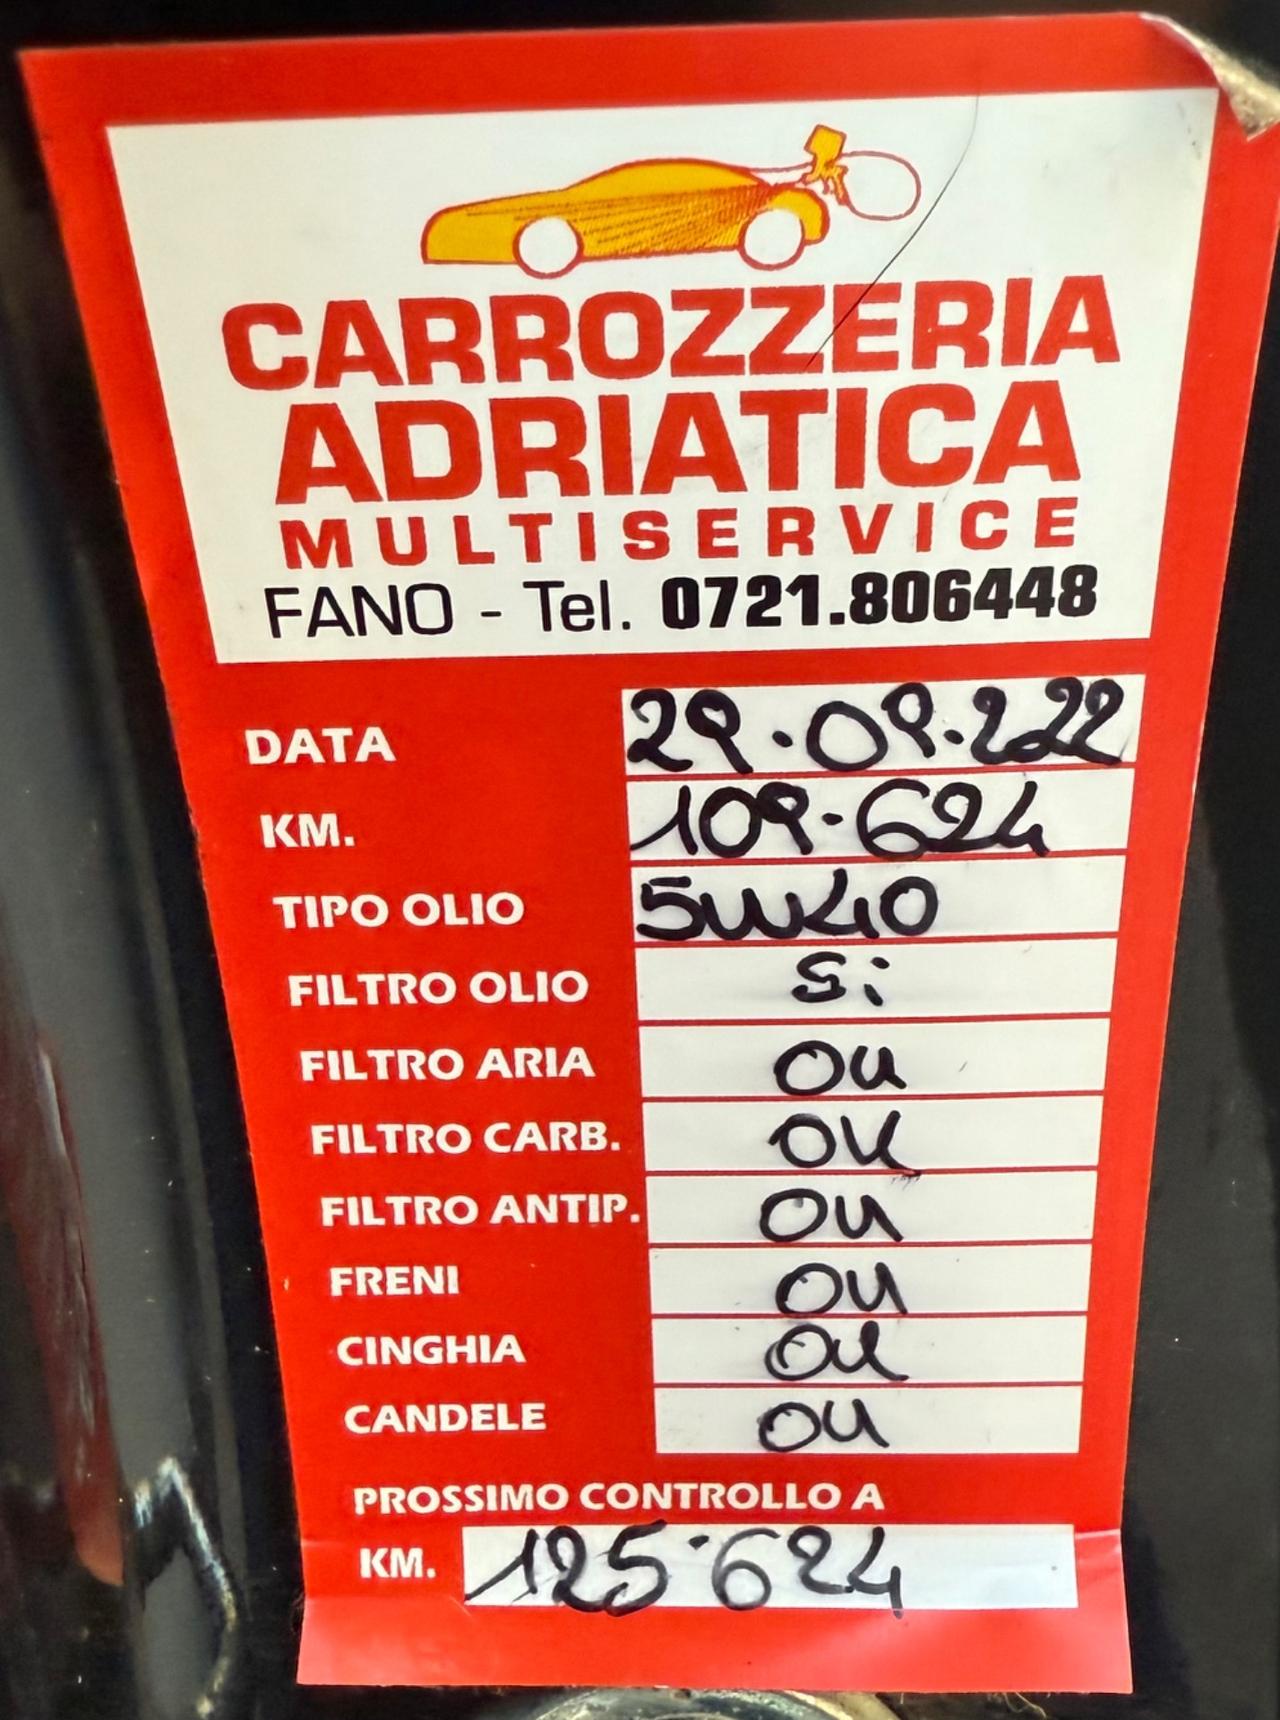 CARROZZERIA
ADRIATICA
MULTISERVICE
FANO - Tel. 0721.806448
DATA 29.09.222
KM. 109.624
TIPO OLIO 5W40
FILTRO OLIO Si
FILTRO ARIA OK
FILTRO CARB. OK
FILTRO ANTIP. OK
FRENI OK
CINGHIA OK
CANDELE OK
PROSSIMO CONTROLLO A
KM. 125.624